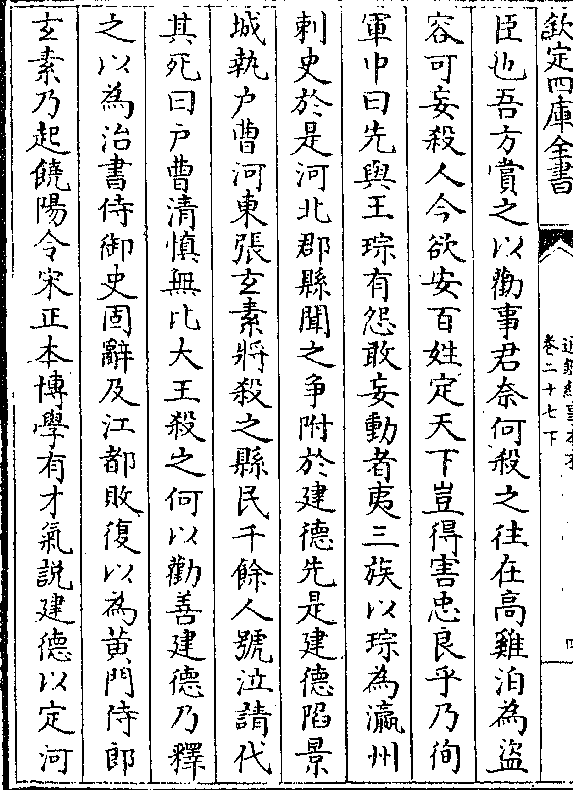 欽定四庫全書
卷二十七下
臣也吾方賞之以勸事君奈何殺之往在高雞泊為盜
容可妄殺人今欲安百姓定天下豈得害忠良乎乃徇
軍中曰先與王琮有怨敢妄動者夷三族以琮為瀛州
刺史於是河北郡縣聞之爭附於建德先是建德陷景
城執户曹河東張玄素將殺之縣民千餘人號泣請代
其死曰户曹清慎無比大王殺之何以勸善建德乃釋
之以為治書侍御史固辭及江都敗復以為黄門侍郎
玄素乃起饒陽令宋正本博學有才氣說建德以定河